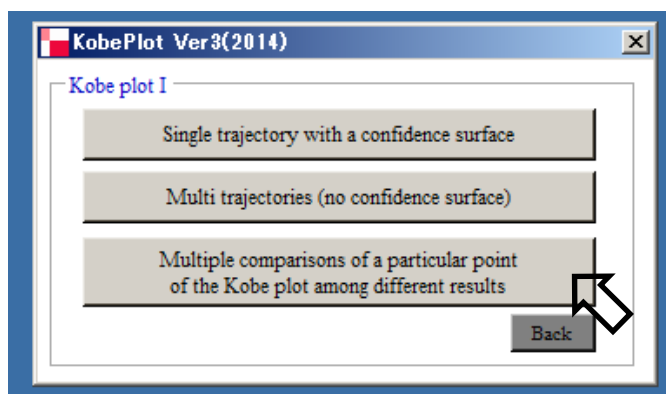 KobePlot Ver3(2014)
Kobe plot I
Single trajectory with a confidence surface
Multi trajectories (no confidence surface)
Multiple comparisons of a particular point
of the Kobe plot among different results
Back